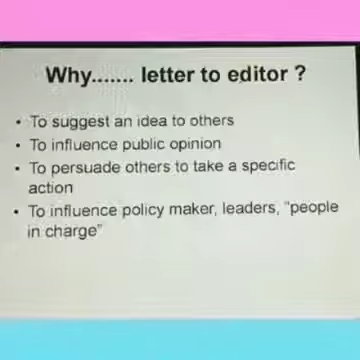 Why....... letter to editor ?
• To suggest an idea to others
• To influence public opinion
• To persuade others to take a specific
action
• To influence policy maker, leaders, "people
in charge"